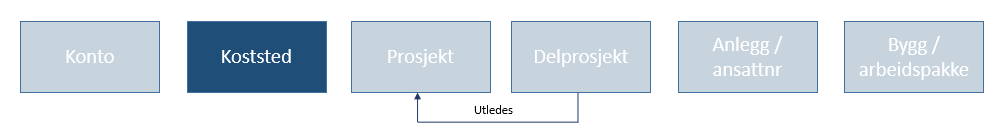 Konto
Koststed
Prosjekt
Delprosjekt
Anlegg /
ansattnr
Bygg /
arbeidspakke
Utledes